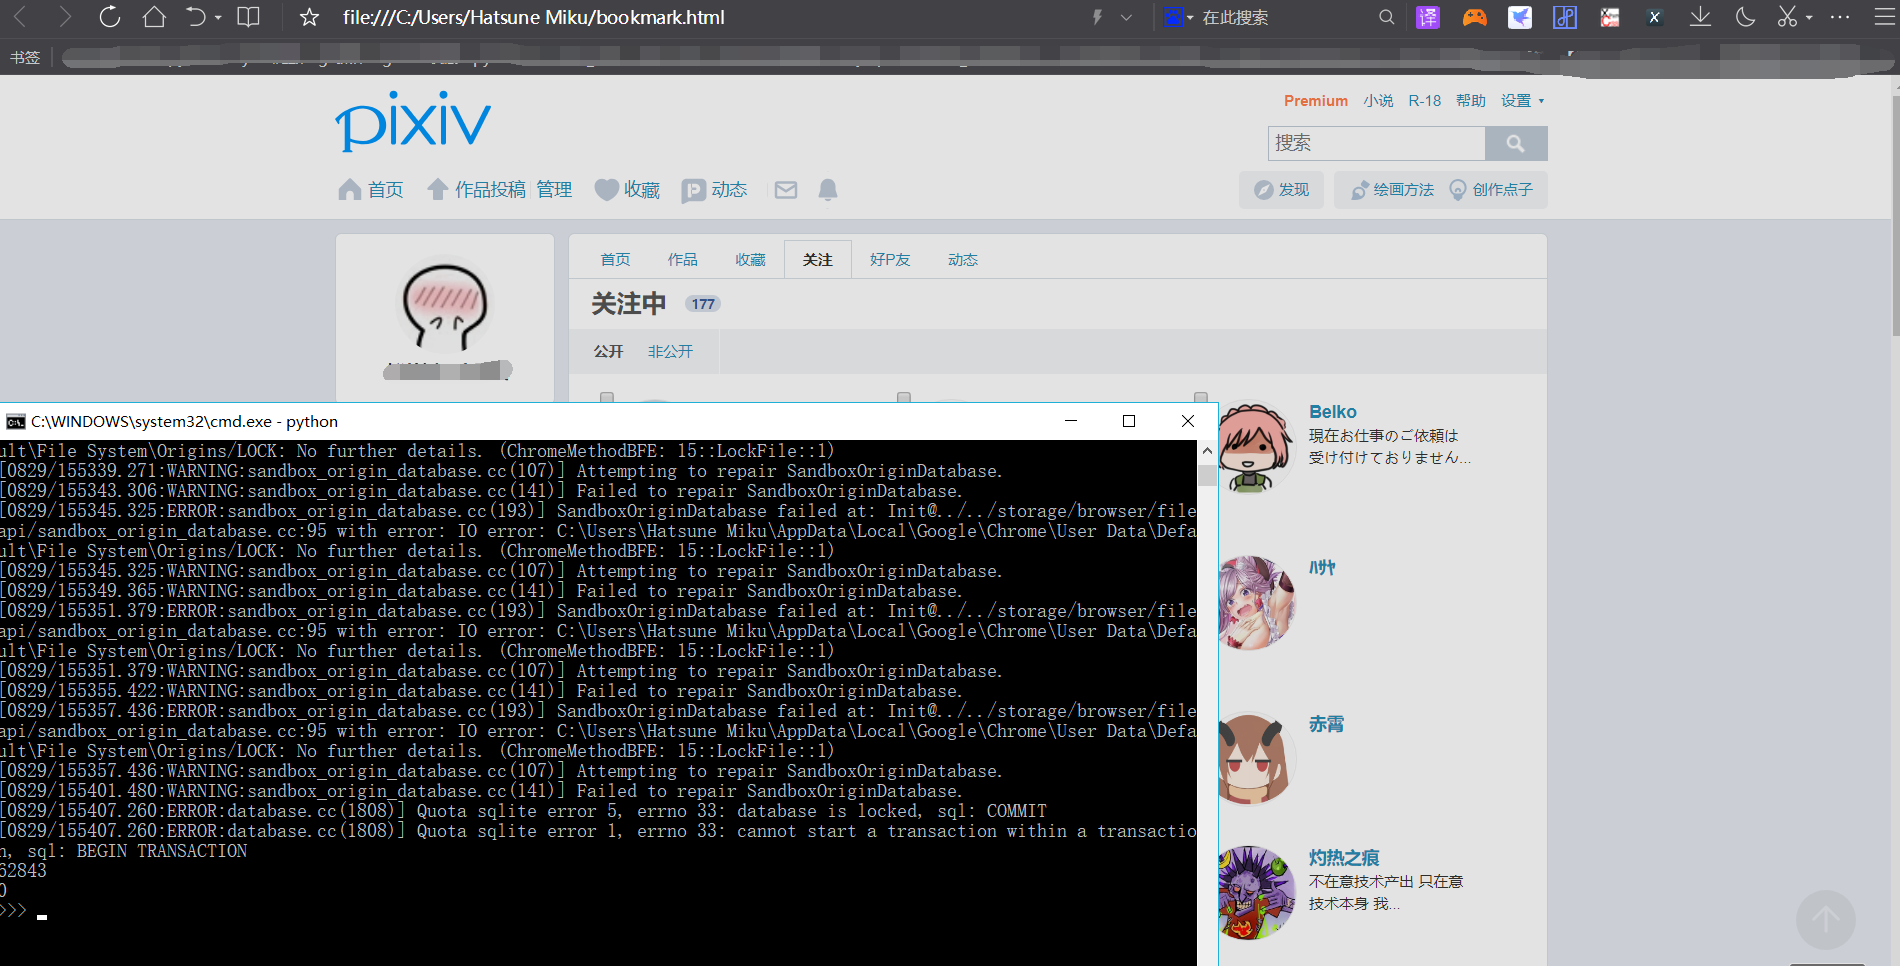 file:///C:/Users/Hatsune Miku/bookmark.html
在此搜索
译
书签
pixiv
Premium 小说 R-18 帮助 设置
搜索
首页 作品投稿 管理 收藏 动态
发现 绘画方法 创作点子
首页 作品 收藏 关注 好P友 动态
关注中 177
公开 非公开
C:\WINDOWS\system32\cmd.exe - python
ult\File System\Origins/LOCK: No further details. (ChromeMethodBFE: 15::LockFile::1)
[0829/155339.271:WARNING:sandbox_origin_database.cc(107)] Attempting to repair SandboxOriginDatabase.
[0829/155343.306:WARNING:sandbox_origin_database.cc(141)] Failed to repair SandboxOriginDatabase.
[0829/155345.325:ERROR:sandbox_origin_database.cc(193)] SandboxOriginDatabase failed at: Init@../../storage/browser/file
api/sandbox_origin_database.cc:95 with error: IO error: C:\Users\Hatsune Miku\AppData\Local\Google\Chrome\User Data\Defa
ult\File System\Origins/LOCK: No further details. (ChromeMethodBFE: 15::LockFile::1)
[0829/155345.325:WARNING:sandbox_origin_database.cc(107)] Attempting to repair SandboxOriginDatabase.
[0829/155349.365:WARNING:sandbox_origin_database.cc(141)] Failed to repair SandboxOriginDatabase.
[0829/155351.379:ERROR:sandbox_origin_database.cc(193)] SandboxOriginDatabase failed at: Init@../../storage/browser/file
api/sandbox_origin_database.cc:95 with error: IO error: C:\Users\Hatsune Miku\AppData\Local\Google\Chrome\User Data\Defa
ult\File System\Origins/LOCK: No further details. (ChromeMethodBFE: 15::LockFile::1)
[0829/155351.379:WARNING:sandbox_origin_database.cc(107)] Attempting to repair SandboxOriginDatabase.
[0829/155355.422:WARNING:sandbox_origin_database.cc(141)] Failed to repair SandboxOriginDatabase.
[0829/155357.436:ERROR:sandbox_origin_database.cc(193)] SandboxOriginDatabase failed at: Init@../../storage/browser/file
api/sandbox_origin_database.cc:95 with error: IO error: C:\Users\Hatsune Miku\AppData\Local\Google\Chrome\User Data\Defa
ult\File System\Origins/LOCK: No further details. (ChromeMethodBFE: 15::LockFile::1)
[0829/155357.436:WARNING:sandbox_origin_database.cc(107)] Attempting to repair SandboxOriginDatabase.
[0829/155401.480:WARNING:sandbox_origin_database.cc(141)] Failed to repair SandboxOriginDatabase.
[0829/155407.260:ERROR:database.cc(1808)] Quota sqlite error 5, errno 33: database is locked, sql: COMMIT
[0829/155407.260:ERROR:database.cc(1808)] Quota sqlite error 1, errno 33: cannot start a transaction within a transactio
n, sql: BEGIN TRANSACTION
62843
0
>>>
Belko
現在お仕事のご依頼は
受け付けておりません...
ﾊｻﾔ
赤霄
灼热之痕
不在意技术产出 只在意
技术本身 我...